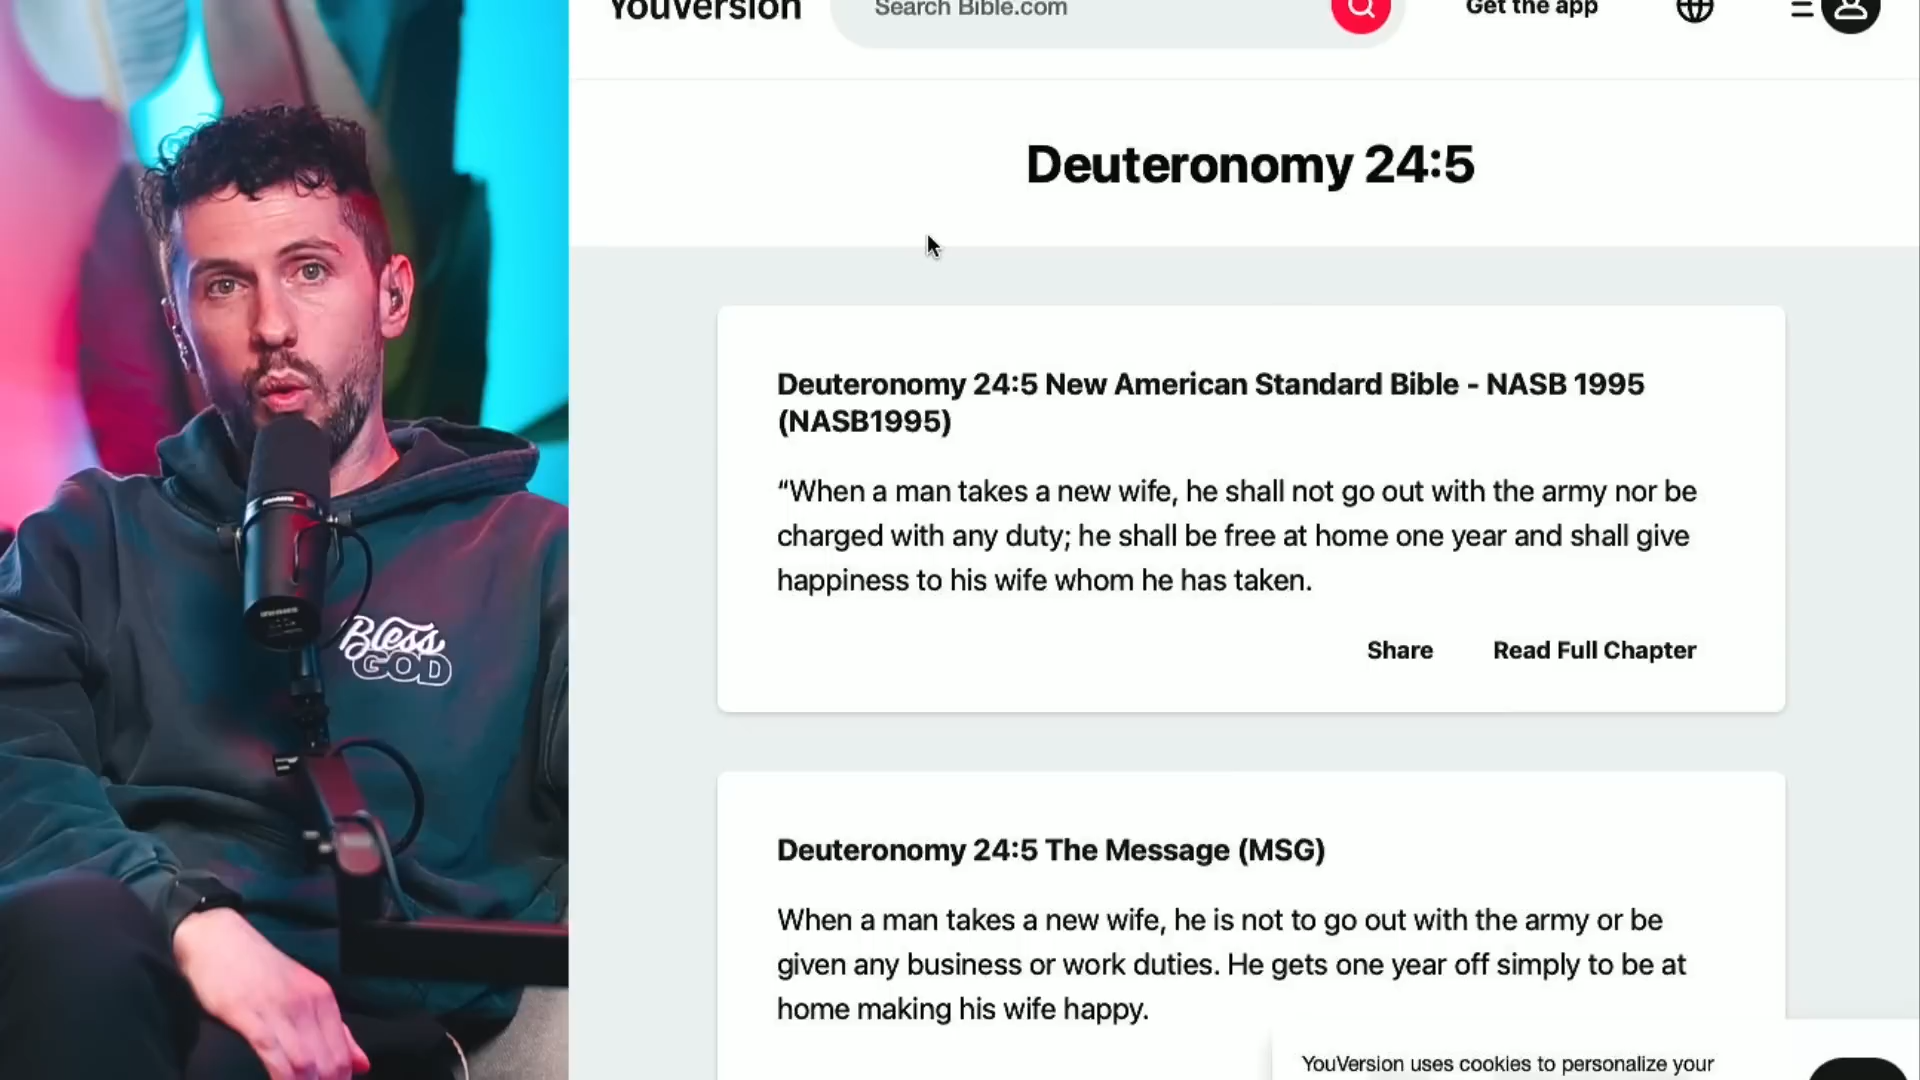 YouVersion
Search Bible.com
Get the app
Deuteronomy 24:5
Deuteronomy 24:5 New American Standard Bible - NASB 1995
(NASB1995)
“When a man takes a new wife, he shall not go out with the army nor be
charged with any duty; he shall be free at home one year and shall give
happiness to his wife whom he has taken.
Share
Read Full Chapter
Bless
GOD
Deuteronomy 24:5 The Message (MSG)
When a man takes a new wife, he is not to go out with the army or be
given any business or work duties. He gets one year off simply to be at
home making his wife happy.
YouVersion uses cookies to personalize your